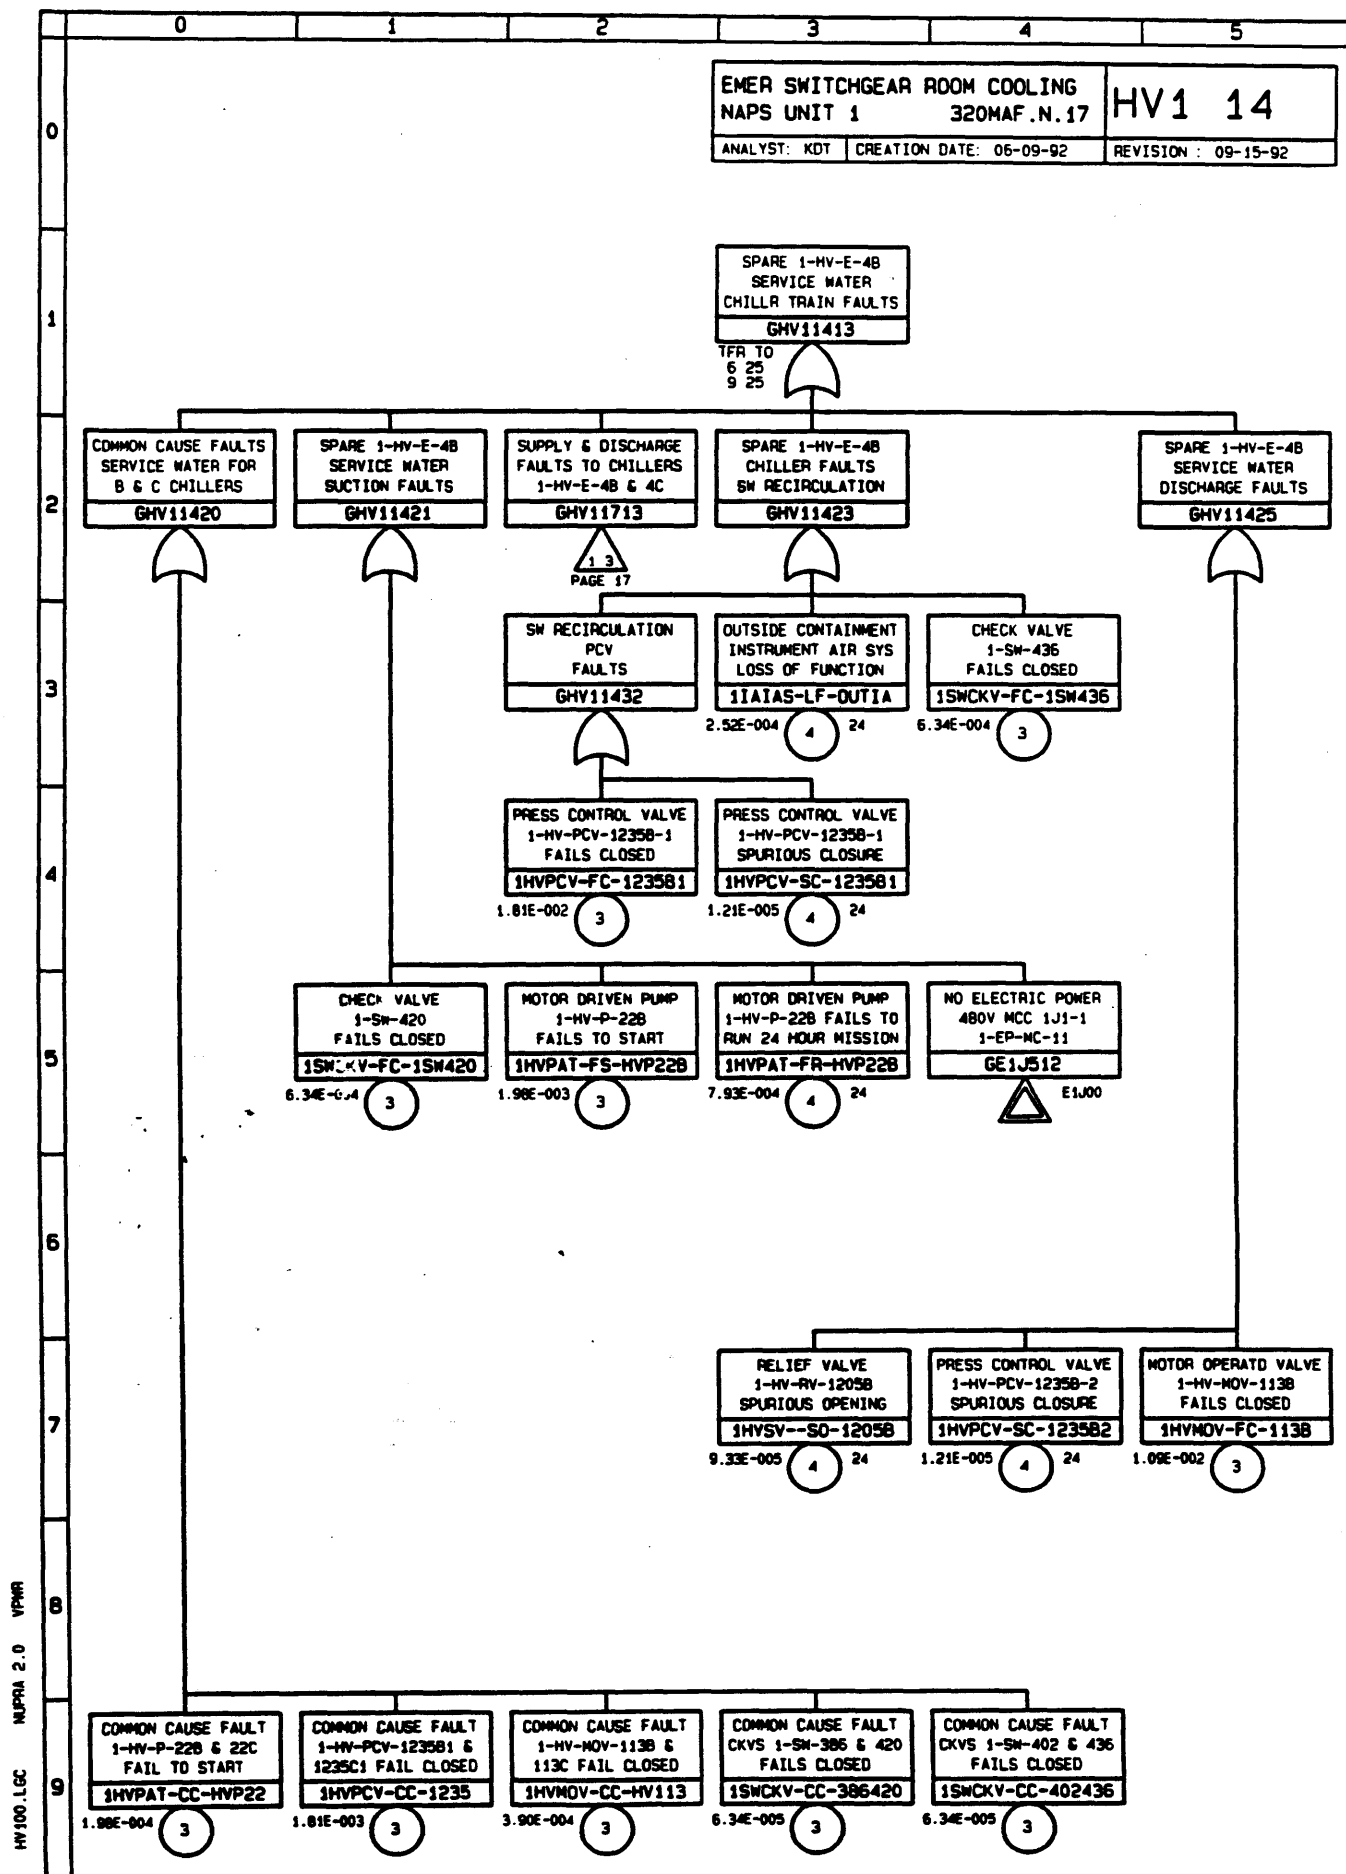 0 1 2 3 4 5
EMER SWITCHGEAR ROOM COOLING
NAPS UNIT 1 320MAF.N.17
HV1 14
ANALYST: KDT CREATION DATE: 06-09-92 REVISION : 09-15-92
0
SPARE 1-HV-E-4B
SERVICE WATER
CHILLR TRAIN FAULTS
GHV11413
TFR TO
6 25
9 25
1
COMMON CAUSE FAULTS
SERVICE WATER FOR
B & C CHILLERS
GHV11420
SPARE 1-HV-E-4B
SERVICE WATER
SUCTION FAULTS
GHV11421
SUPPLY & DISCHARGE
FAULTS TO CHILLERS
1-HV-E-4B & 4C
GHV11713
1 3
PAGE 17
SPARE 1-HV-E-4B
CHILLER FAULTS
SW RECIRCULATION
GHV11423
SPARE 1-HV-E-4B
SERVICE WATER
DISCHARGE FAULTS
GHV11425
2
SW RECIRCULATION
PCV
FAULTS
GHV11432
OUTSIDE CONTAINMENT
INSTRUMENT AIR SYS
LOSS OF FUNCTION
1IAIAS-LF-OUTIA
2.52E-004 4 24
CHECK VALVE
1-SW-436
FAILS CLOSED
1SWCKV-FC-1SW436
6.34E-004 3
3
PRESS CONTROL VALVE
1-HV-PCV-1235B-1
FAILS CLOSED
1HVPCV-FC-1235B1
1.81E-002 3
PRESS CONTROL VALVE
1-HV-PCV-1235B-1
SPURIOUS CLOSURE
1HVPCV-SC-1235B1
1.21E-005 4 24
4
CHECK VALVE
1-SW-420
FAILS CLOSED
1SWCKV-FC-1SW420
6.34E-004 3
MOTOR DRIVEN PUMP
1-HV-P-22B
FAILS TO START
1HVPAT-FS-HVP22B
1.98E-003 3
MOTOR DRIVEN PUMP
1-HV-P-22B FAILS TO
RUN 24 HOUR MISSION
1HVPAT-FR-HVP22B
7.93E-004 4 24
NO ELECTRIC POWER
480V MCC 1J1-1
1-EP-MC-11
GE1J512
E1J00
5
6
RELIEF VALVE
1-HV-RV-1205B
SPURIOUS OPENING
1HVSV--SO-1205B
9.33E-005 4 24
PRESS CONTROL VALVE
1-HV-PCV-1235B-2
SPURIOUS CLOSURE
1HVPCV-SC-1235B2
1.21E-005 4 24
MOTOR OPERATD VALVE
1-HV-MOV-113B
FAILS CLOSED
1HVMOV-FC-113B
1.09E-002 3
7
8
COMMON CAUSE FAULT
1-HV-P-22B & 22C
FAIL TO START
1HVPAT-CC-HVP22
1.98E-004 3
COMMON CAUSE FAULT
1-HV-PCV-1235B1 &
1235C1 FAIL CLOSED
1HVPCV-CC-1235
1.81E-003 3
COMMON CAUSE FAULT
1-HV-MOV-113B &
113C FAIL CLOSED
1HVMOV-CC-HV113
3.90E-004 3
COMMON CAUSE FAULT
CKVS 1-SW-386 & 420
FAILS CLOSED
1SWCKV-CC-386420
6.34E-005 3
COMMON CAUSE FAULT
CKVS 1-SW-402 & 436
FAILS CLOSED
1SWCKV-CC-402436
6.34E-005 3
9
HV100.LGC NUPRA 2.0 VPWR